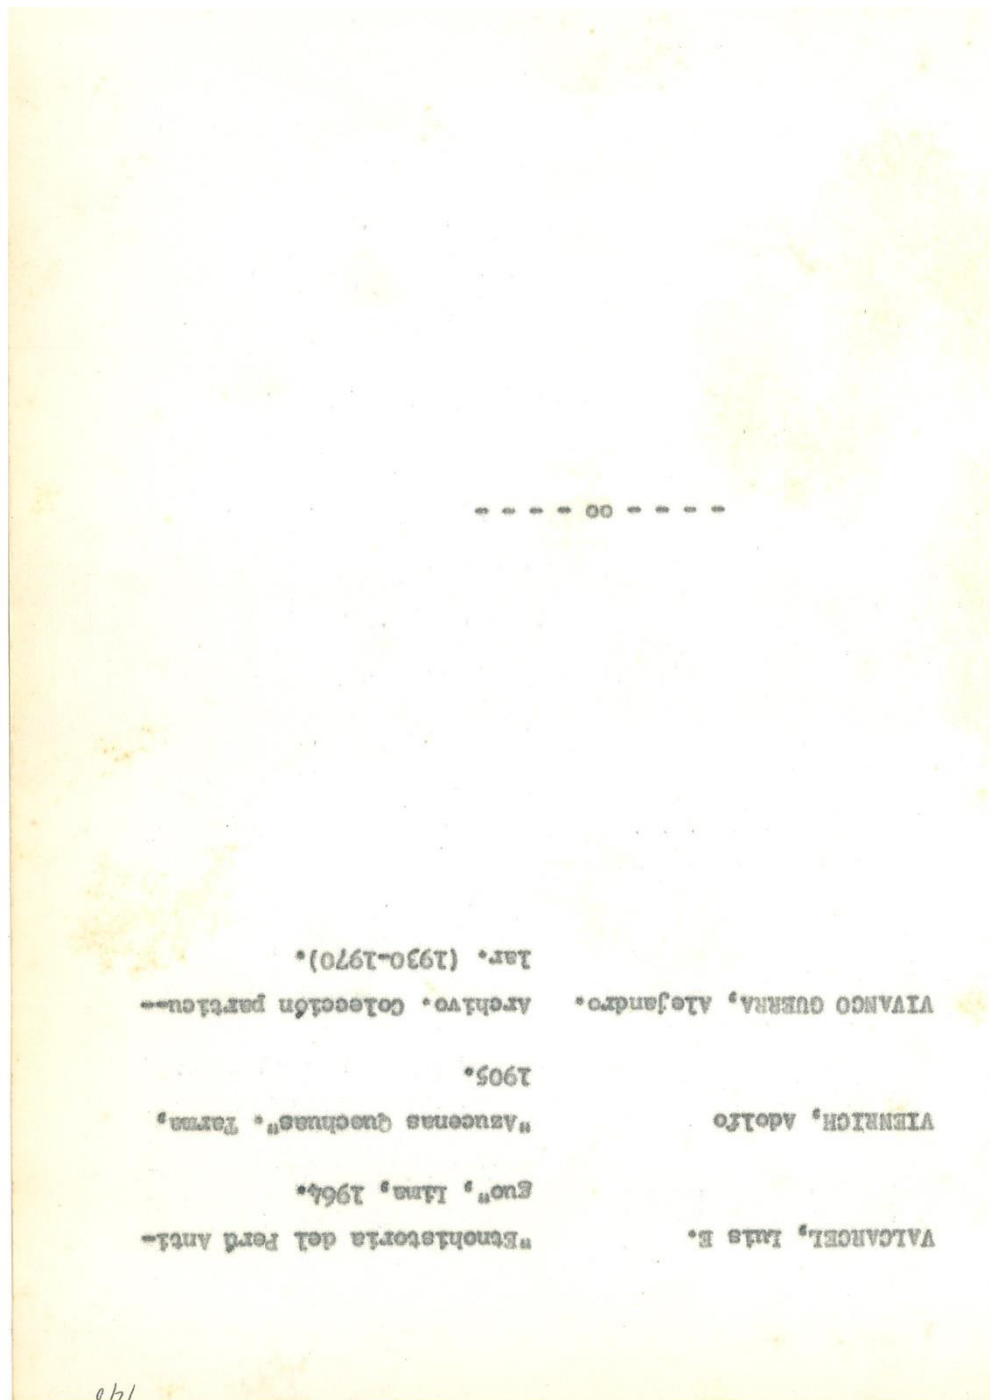 VALCARCEL, Luis E. "Etnohistoria del Perú Anti-
guo", Lima, 1964.
VIENRICH, Adolfo "Azucenas Quechuas". Tarma,
1905.
VIVANCO GUERRA, Alejandro. Archivo. Colección particu--
lar. (1930-1970).
- - - - oo - - - -